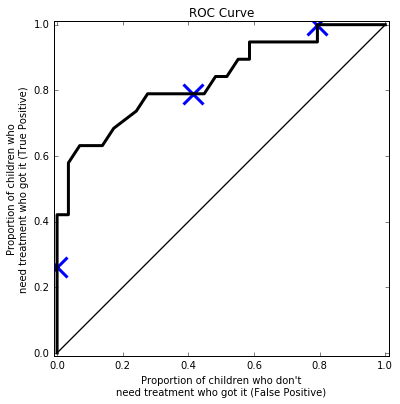 ROC Curve
1.0
0.8
0.6
0.4
0.2
0.0
Proportion of children who
need treatment who got it (True Positive)
0.0 0.2 0.4 0.6 0.8 1.0
Proportion of children who don't
need treatment who got it (False Positive)